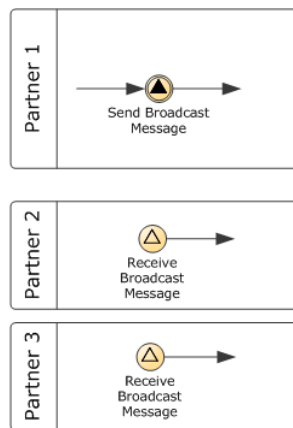 Partner 1
Send Broadcast
Message
Partner 2
Receive
Broadcast
Message
Partner 3
Receive
Broadcast
Message